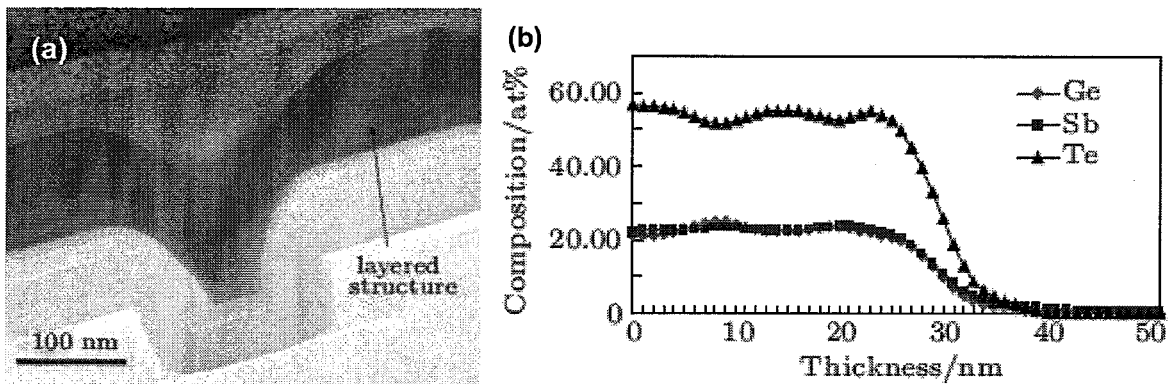 (a)
layered
structure
100 nm
(b)
Composition/at%
60.00
40.00
20.00
0
Ge
Sb
Te
0 10 20 30 40 50
Thickness/nm